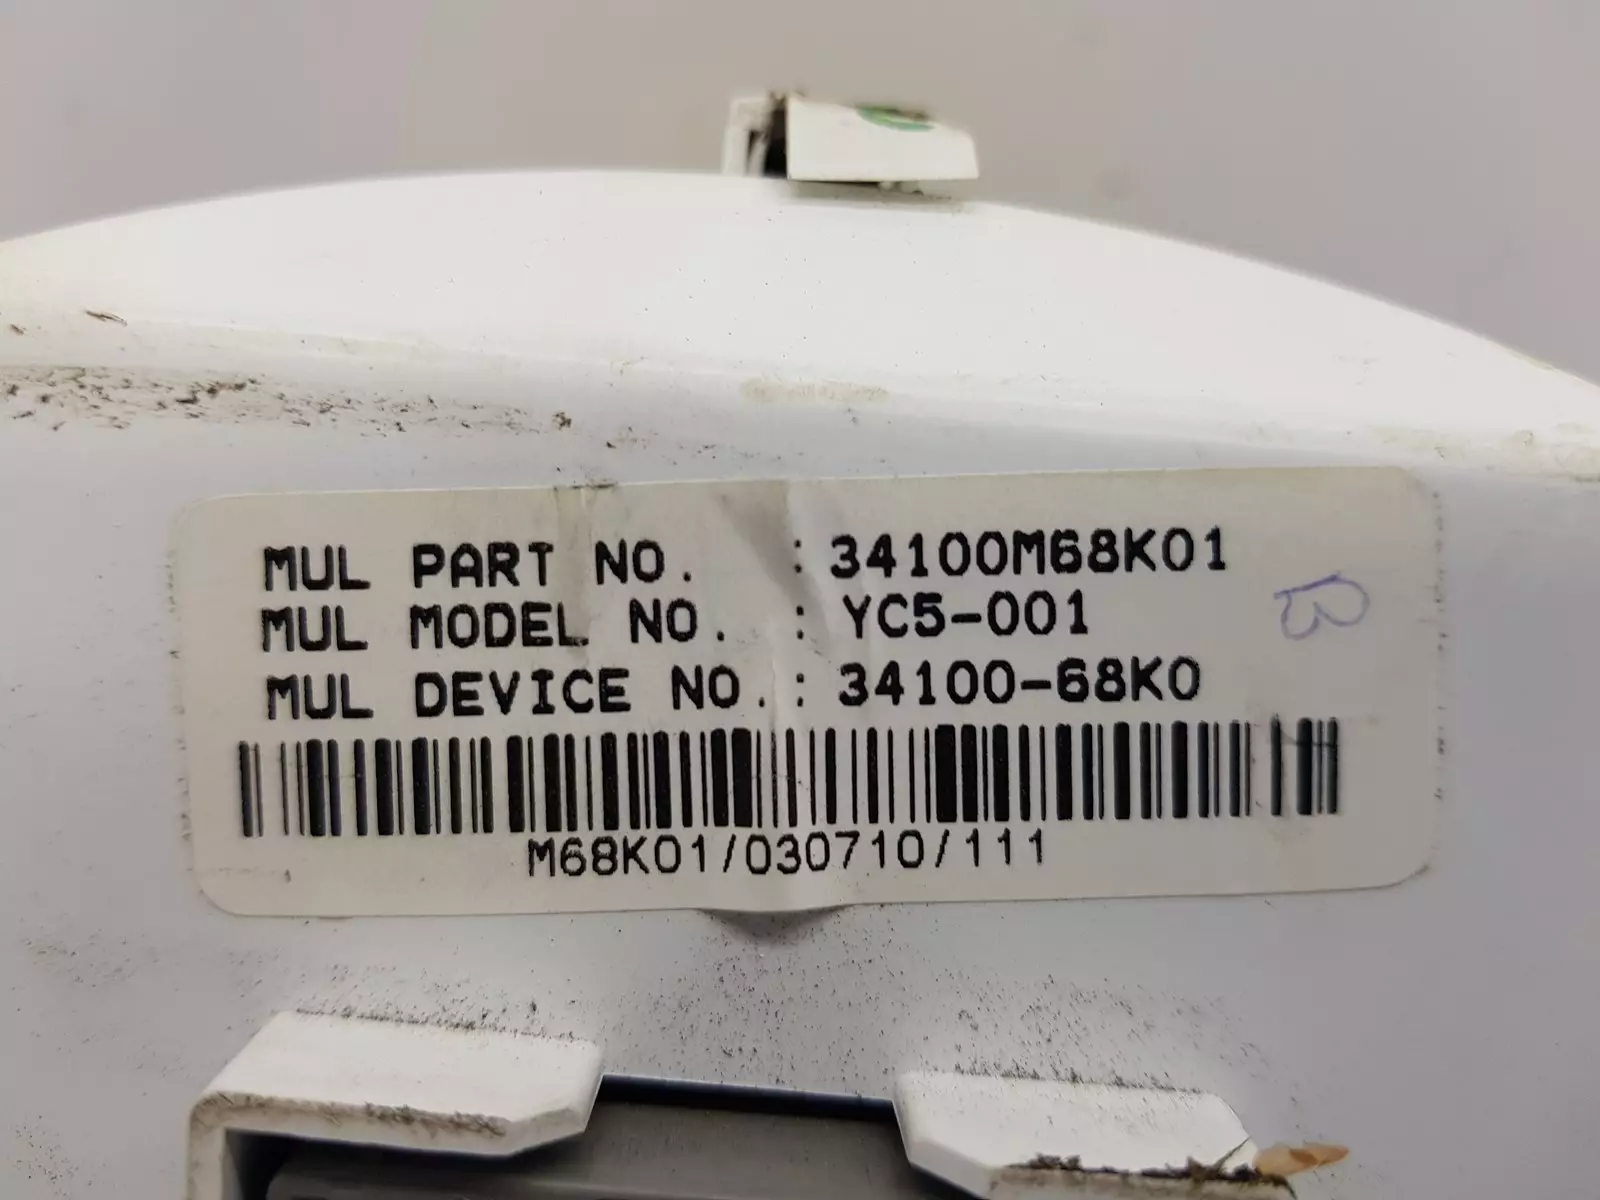 MUL PART NO. : 34100M68K01
MUL MODEL NO. : YC5-001
MUL DEVICE NO. : 34100-68K0
M68K01/030710/111